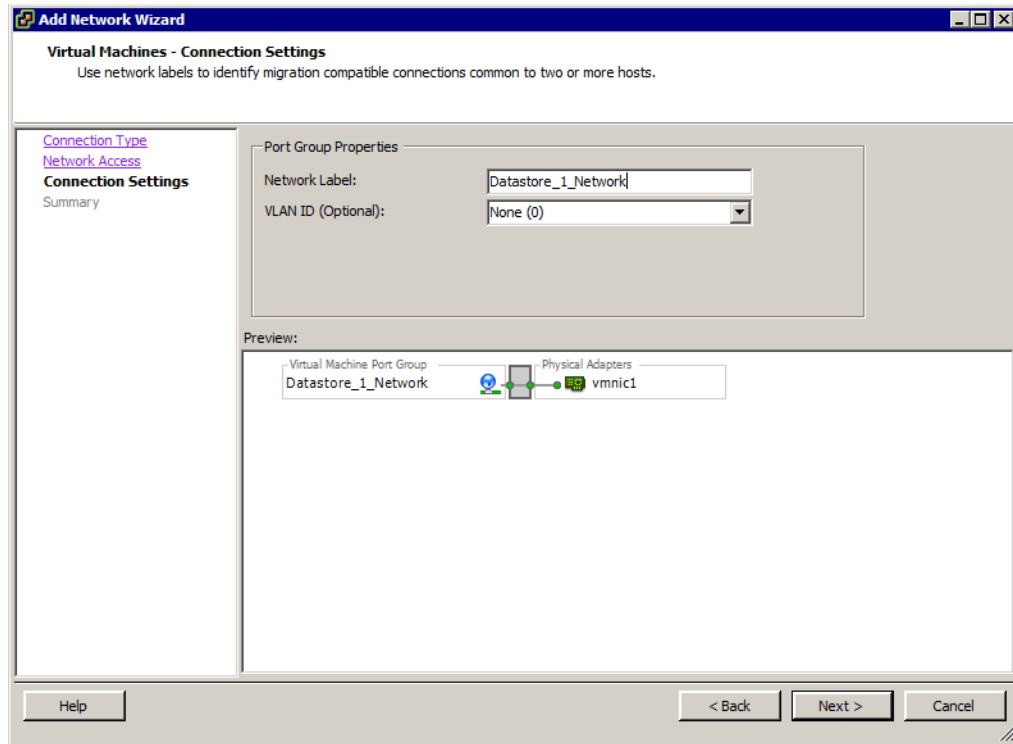 Add Network Wizard
Virtual Machines - Connection Settings
Use network labels to identify migration compatible connections common to two or more hosts.
Connection Type
Network Access
Connection Settings
Summary
Port Group Properties
Network Label:
Datastore_1_Network
VLAN ID (Optional):
None (0)
Preview:
Virtual Machine Port Group
Datastore_1_Network
Physical Adapters
vmnic1
Help
< Back
Next >
Cancel